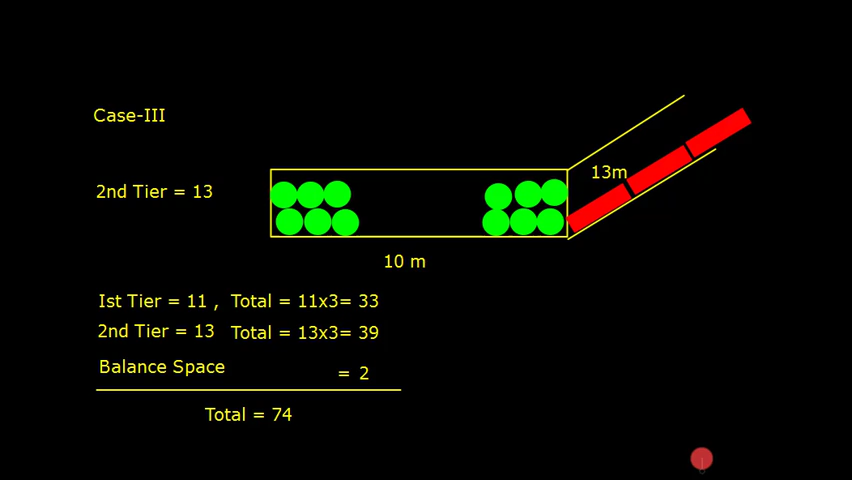 Case-III
13m
2nd Tier = 13
10 m
Ist Tier = 11 , Total = 11x3= 33
2nd Tier = 13 Total = 13x3= 39
Balance Space = 2
Total = 74